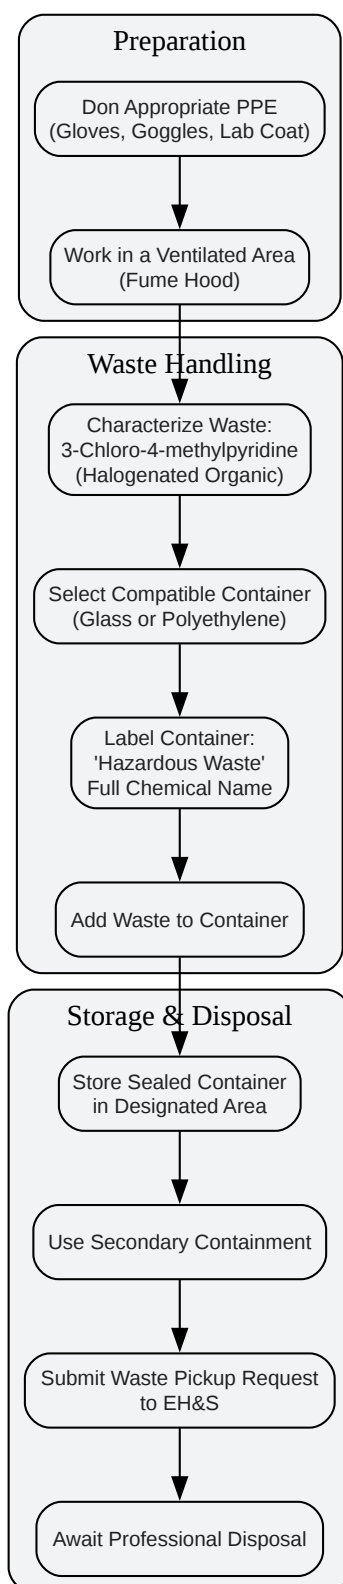 Preparation
Don Appropriate PPE
(Gloves, Goggles, Lab Coat)
Work in a Ventilated Area
(Fume Hood)
Waste Handling
Characterize Waste:
3-Chloro-4-methylpyridine
(Halogenated Organic)
Select Compatible Container
(Glass or Polyethylene)
Label Container:
'Hazardous Waste'
Full Chemical Name
Add Waste to Container
Storage & Disposal
Store Sealed Container
in Designated Area
Use Secondary Containment
Submit Waste Pickup Request
to EH&S
Await Professional Disposal